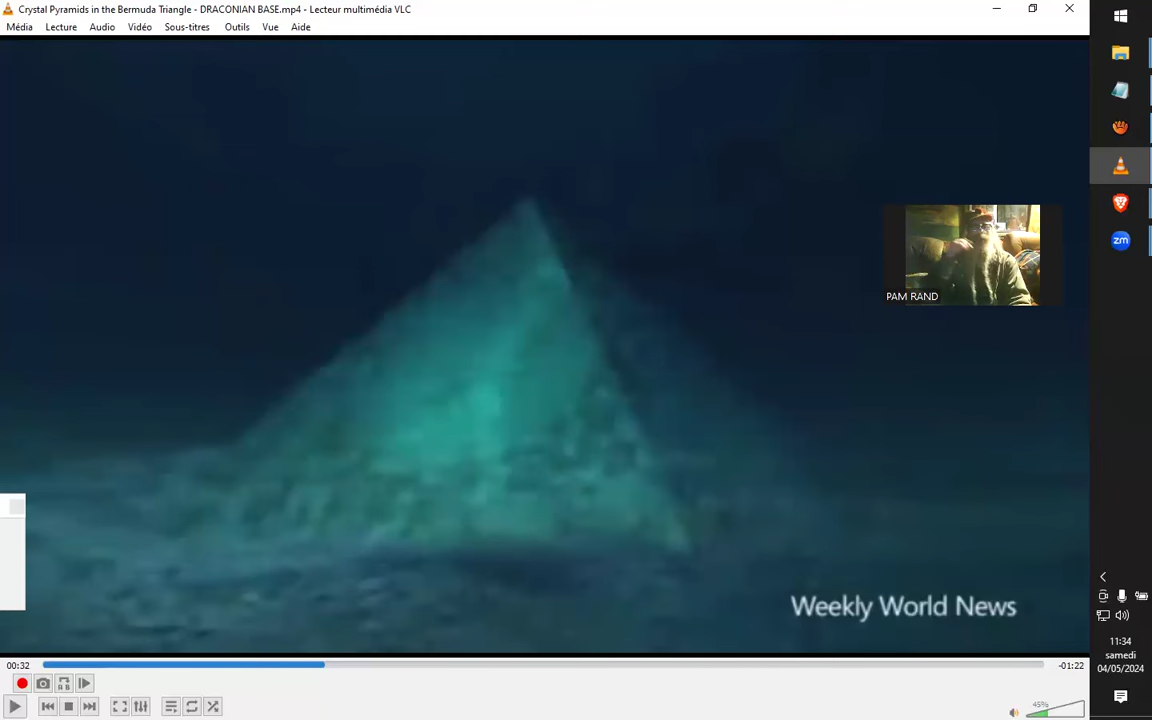 Crystal Pyramids in the Bermuda Triangle - DRACONIAN BASE.mp4 - Lecteur multimédia VLC
Média Lecture Audio Vidéo Sous-titres Outils Vue Aide
PAM RAND
zm
Weekly World News
00:32
-01:22
45%
11:34
samedi
04/05/2024